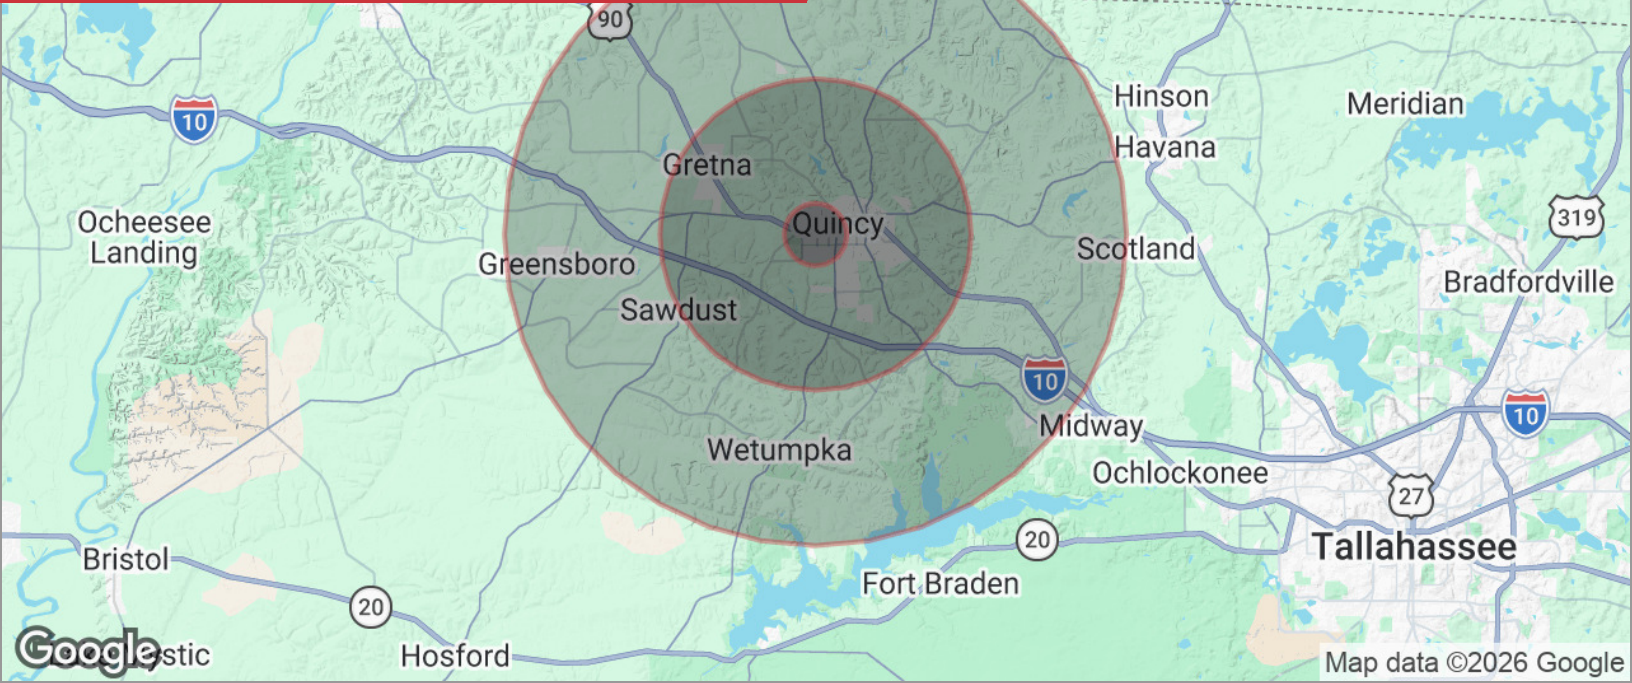 90
Hinson
Meridian
10
Havana
Gretna
Ocheesee
Landing
Quincy
319
Scotland
Greensboro
Bradfordville
Sawdust
10
10
Midway
Wetumpka
Ochlockonee
27
20
Tallahassee
Bristol
Fort Braden
20
Google
stic
Hosford
Map data ©2026 Google